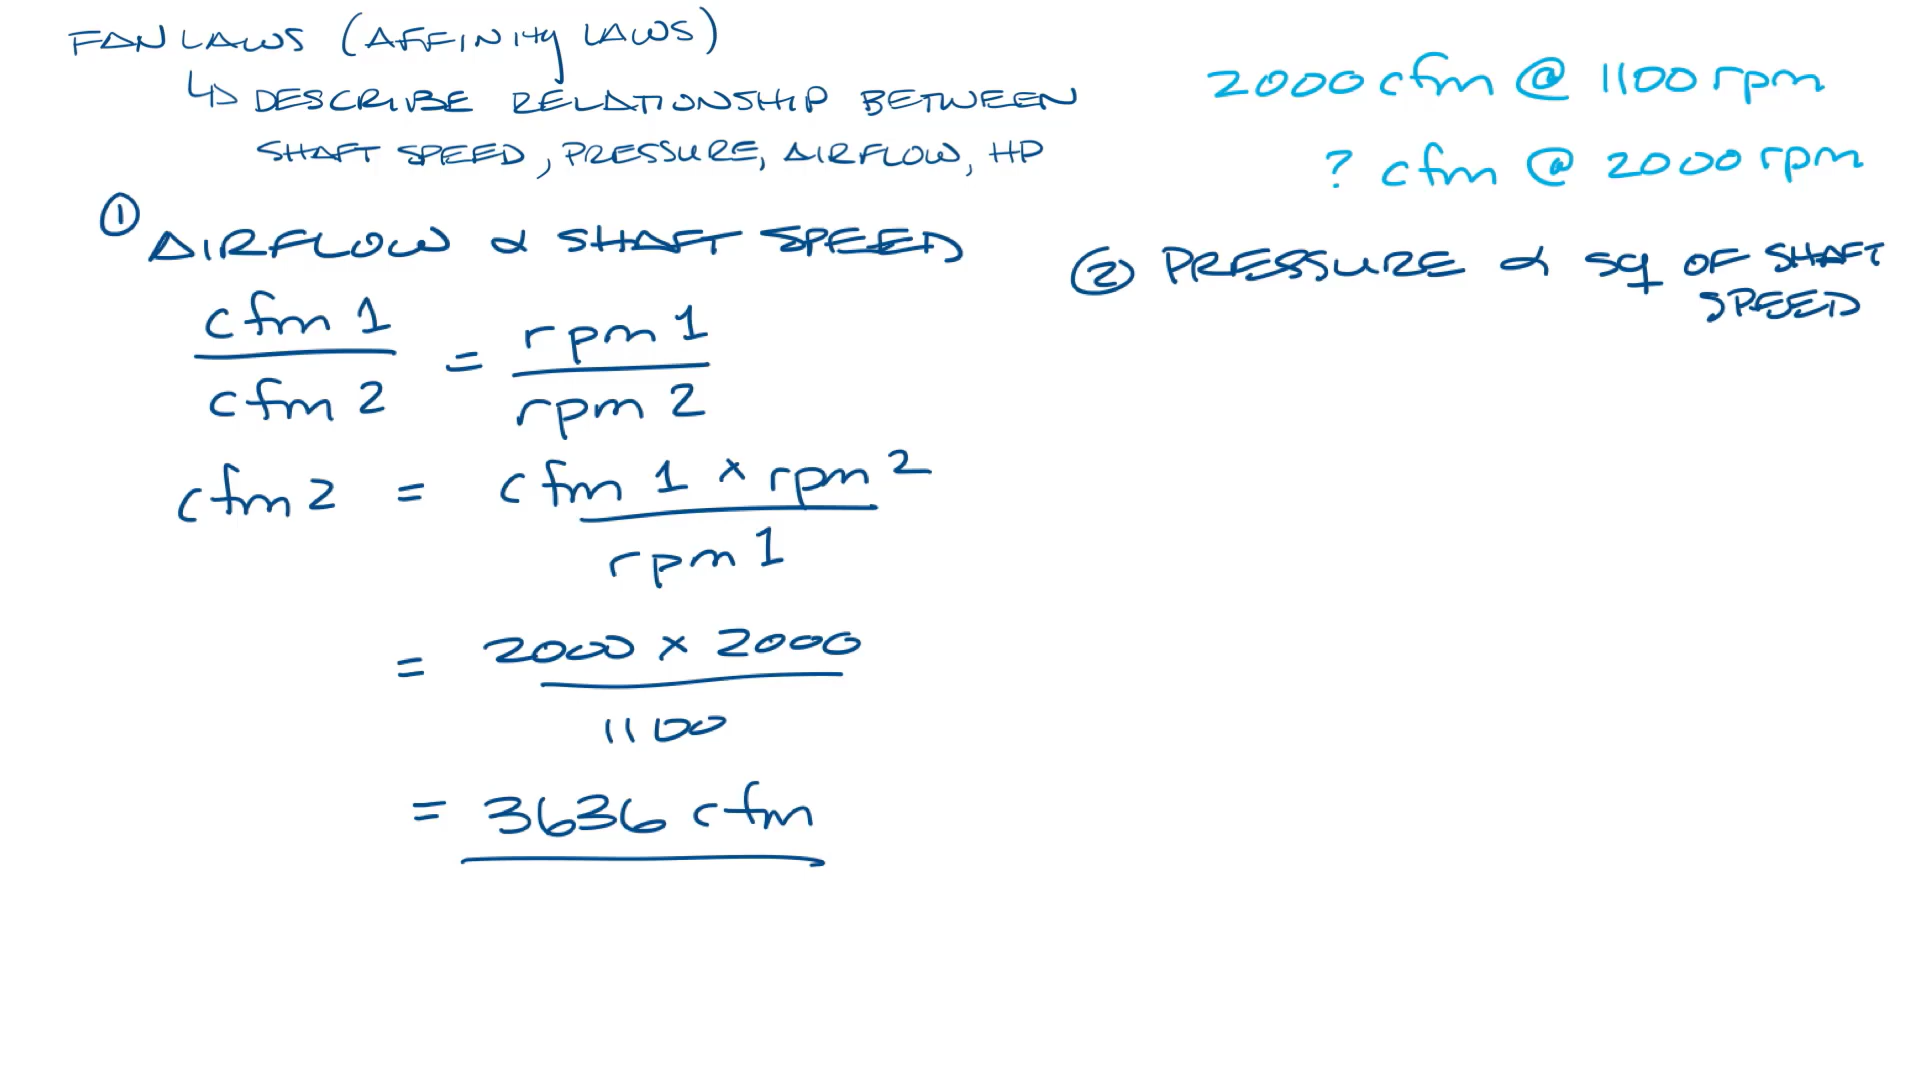 FAN LAWS (AFFINITY LAWS)
↳ DESCRIBE RELATIONSHIP BETWEEN
SHAFT SPEED, PRESSURE, AIRFLOW, HP
2000 cfm @ 1100 rpm
? cfm @ 2000 rpm
① AIRFLOW ∝ SHAFT SPEED
cfm 1 / cfm 2 = rpm 1 / rpm 2
cfm 2 = cfm 1 × rpm 2 / rpm 1
= 2000 × 2000 / 1100
= 3636 cfm
② PRESSURE ∝ sq OF SHAFT
SPEED